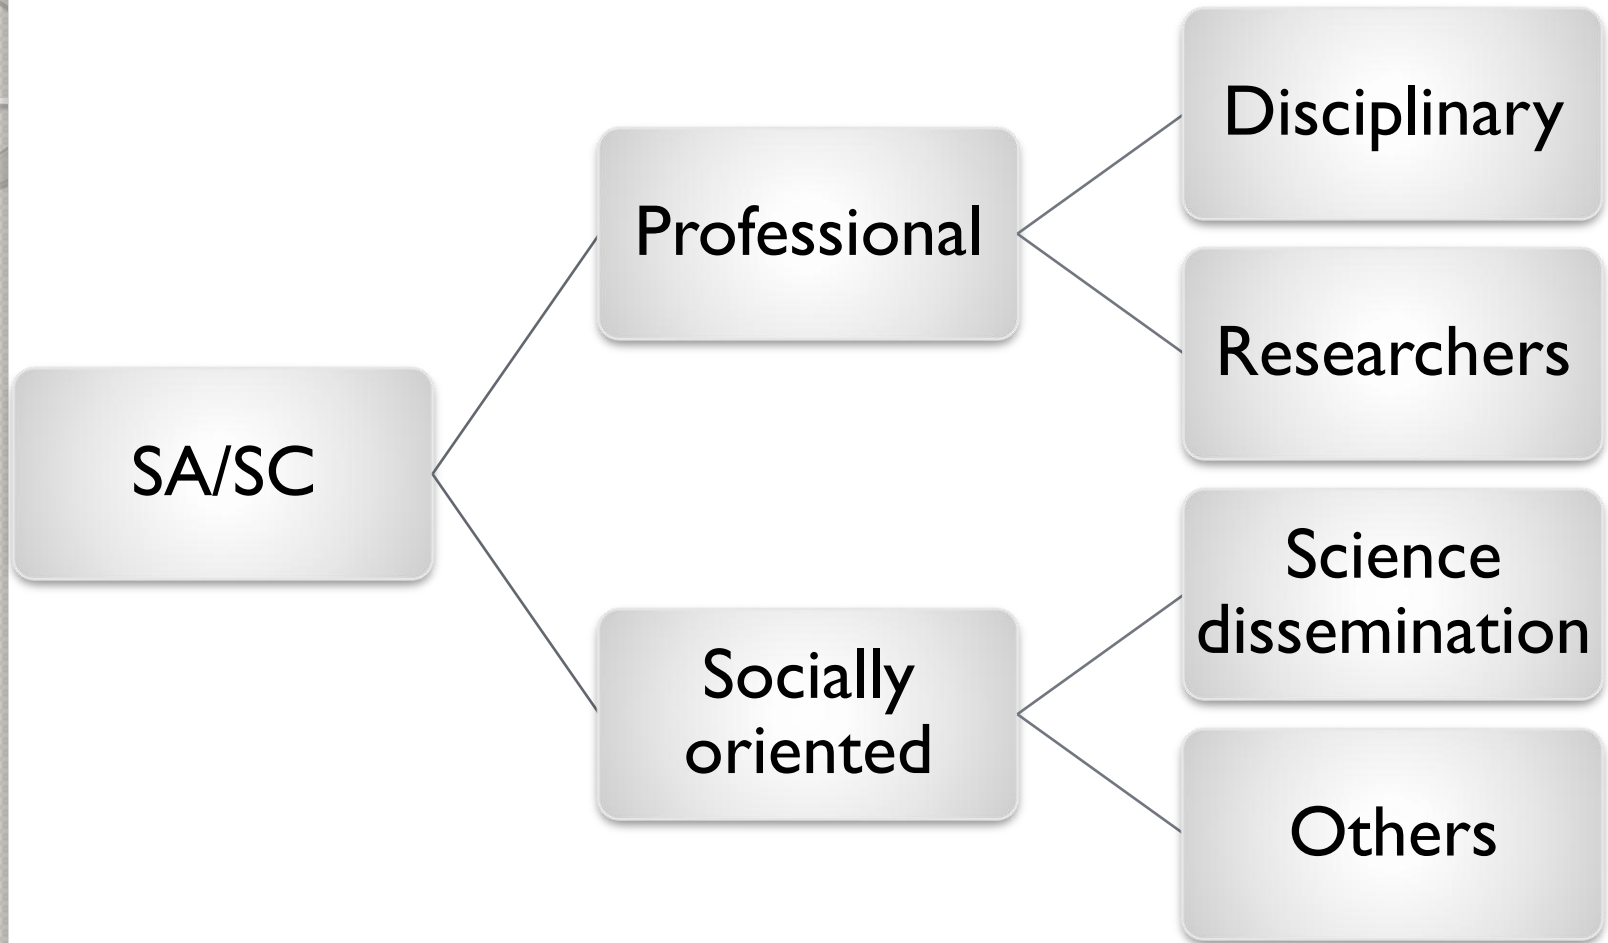 SA/SC
Professional
Disciplinary
Researchers
Socially
oriented
Science
dissemination
Others